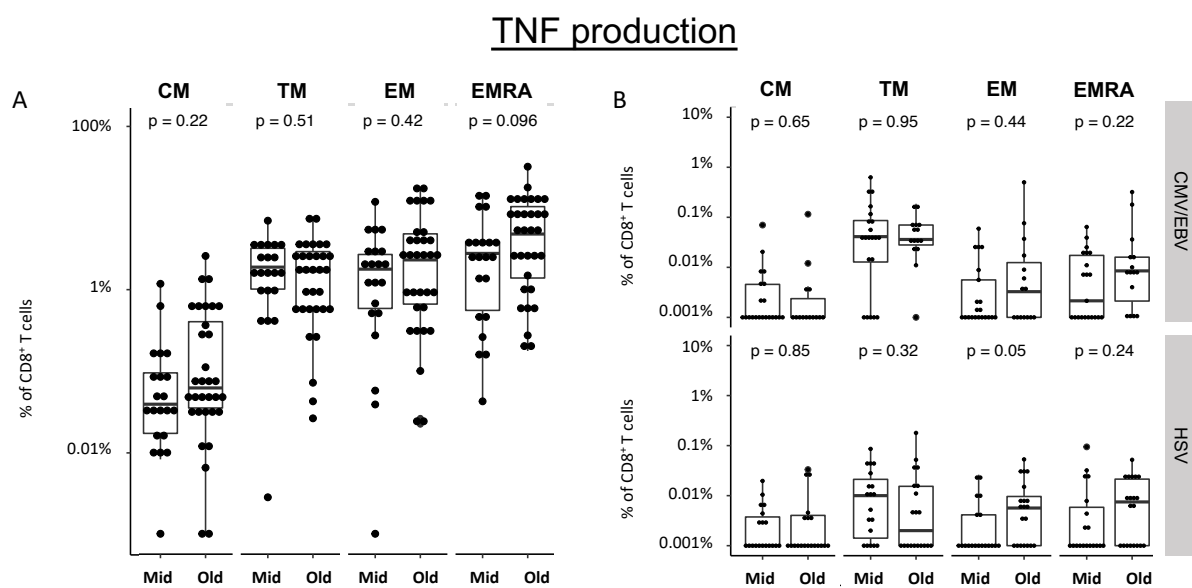 TNF production
A
CM TM EM EMRA
p = 0.22 p = 0.51 p = 0.42 p = 0.096
100%
1%
0.01%
% of CD8⁺ T cells
Mid Old Mid Old Mid Old Mid Old
B
CM TM EM EMRA
p = 0.65 p = 0.95 p = 0.44 p = 0.22
10%
1%
0.1%
0.01%
0.001%
% of CD8⁺ T cells
CMV/EBV
p = 0.85 p = 0.32 p = 0.05 p = 0.24
10%
1%
0.1%
0.01%
0.001%
% of CD8⁺ T cells
HSV
Mid Old Mid Old Mid Old Mid Old